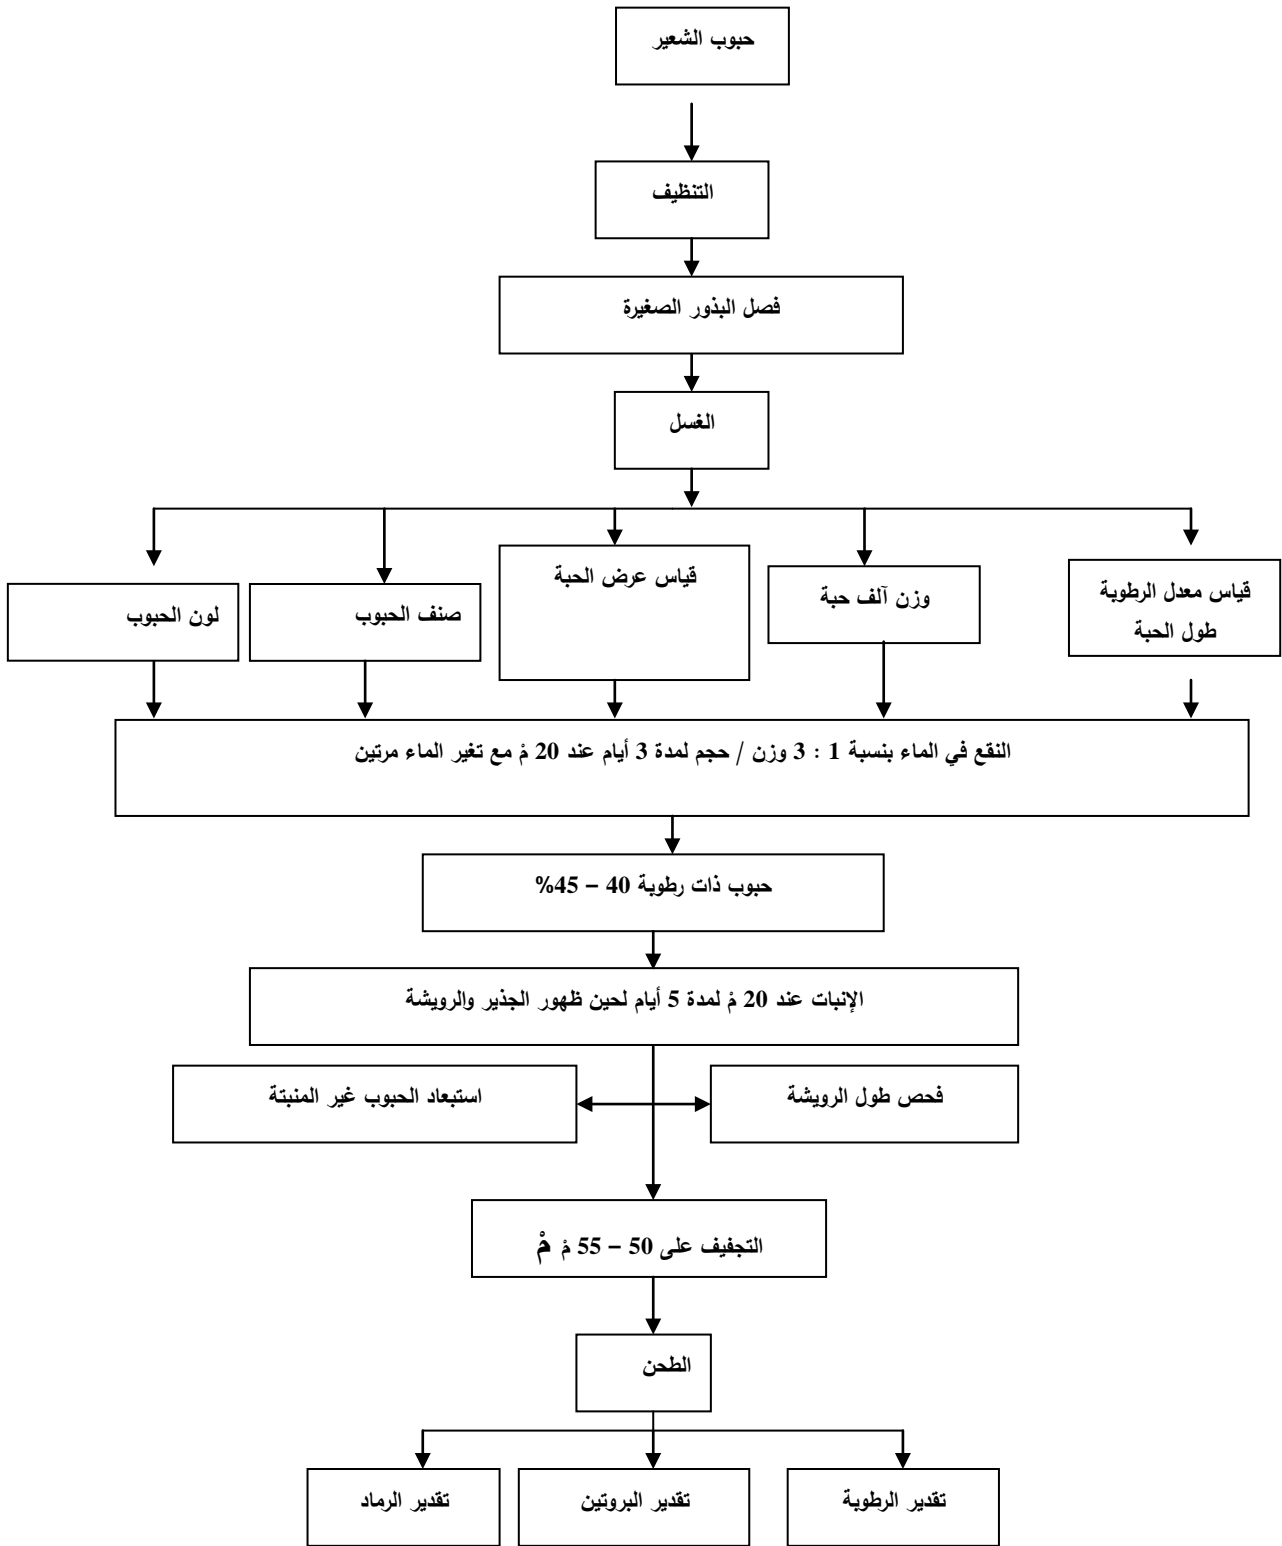 حبوب الشعير
التنظيف
فصل البذور الصغيرة
الغسل
قياس معدل الرطوبة
طول الحبة
وزن آلف حبة
قياس عرض الحبة
صنف الحبوب
لون الحبوب
النقع في الماء بنسبة 1 : 3 وزن / حجم لمدة 3 أيام عند 20 مْ مع تغير الماء مرتين
حبوب ذات رطوبة 40 – 45%
الإنبات عند 20 مْ لمدة 5 أيام لحين ظهور الجذير والرويشة
فحص طول الرويشة
استبعاد الحبوب غير المنبتة
التجفيف على 50 – 55 مْ مْ
الطحن
تقدير الرطوبة
تقدير البروتين
تقدير الرماد